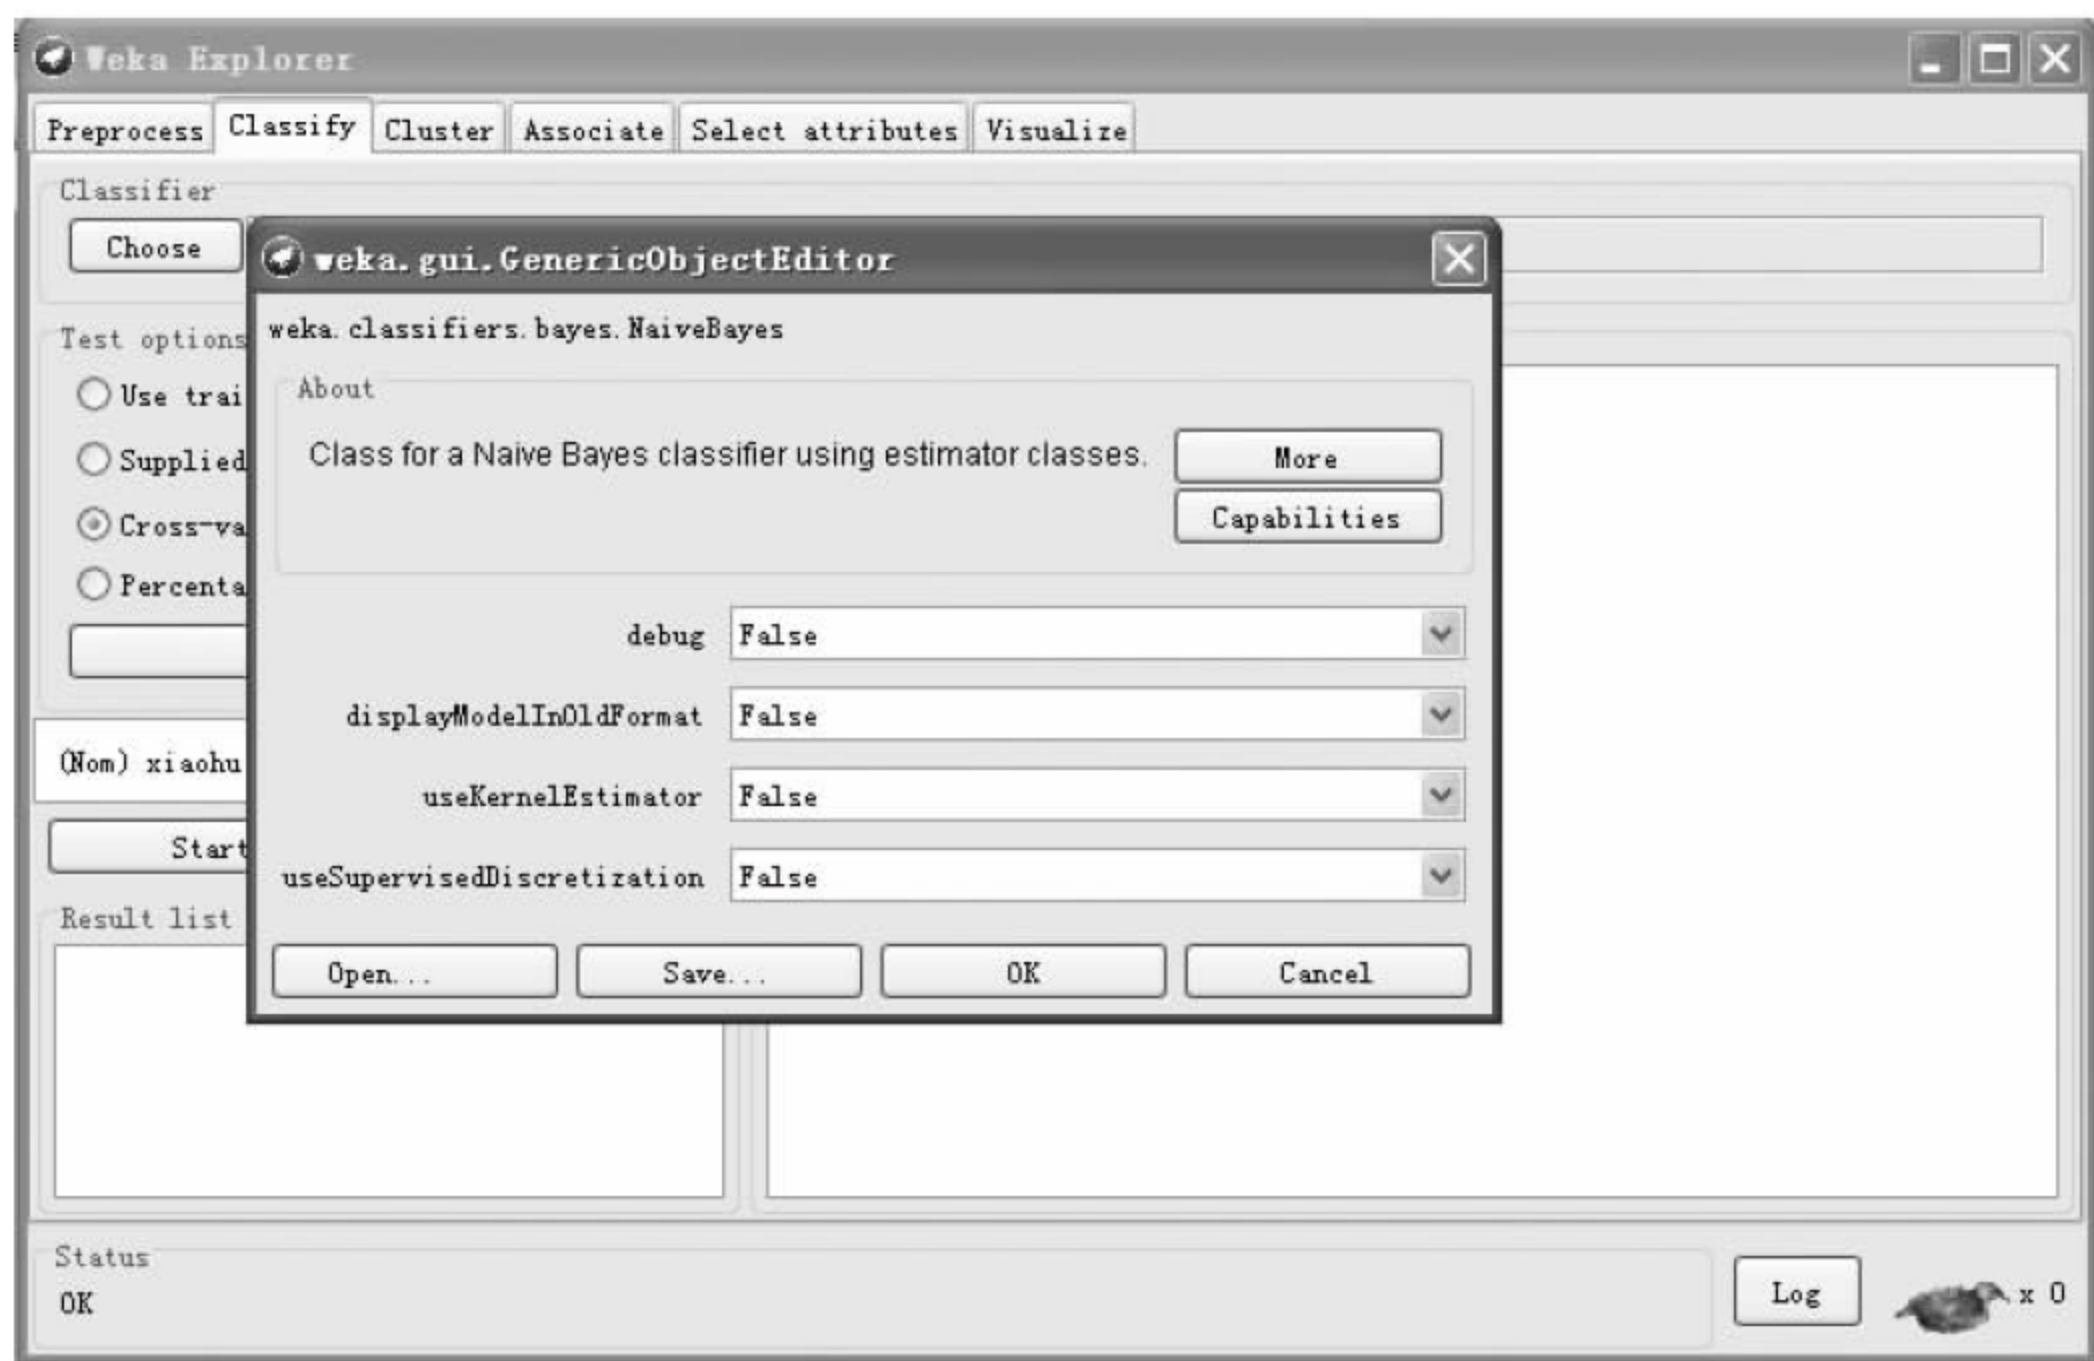 Weka Explorer
Preprocess Classify Cluster Associate Select attributes Visualize
Classifier
Choose
weka.gui.GenericObjectEditor
weka.classifiers.bayes.NaiveBayes
Test options
About
Use trai
Class for a Naive Bayes classifier using estimator classes.
More
Supplied
Capabilities
Cross-va
Percenta
debug False
displayModelInOldFormat False
(Nom) xiaohu
useKernelEstimator False
Start
useSupervisedDiscretization False
Result list
Open... Save... OK Cancel
Status
OK
Log
x 0